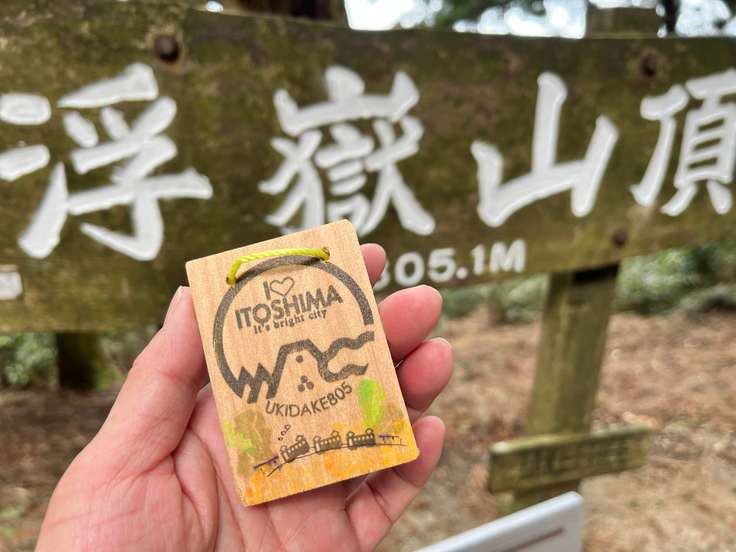 浮嶽山頂
805.1M
I♡
ITOSHIMA
It's bright city
UKIDAKE805